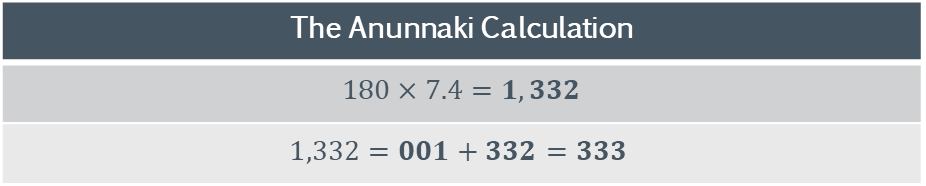 The Anunnaki Calculation
180 × 7.4 = 1,332
1,332 = 001 + 332 = 333